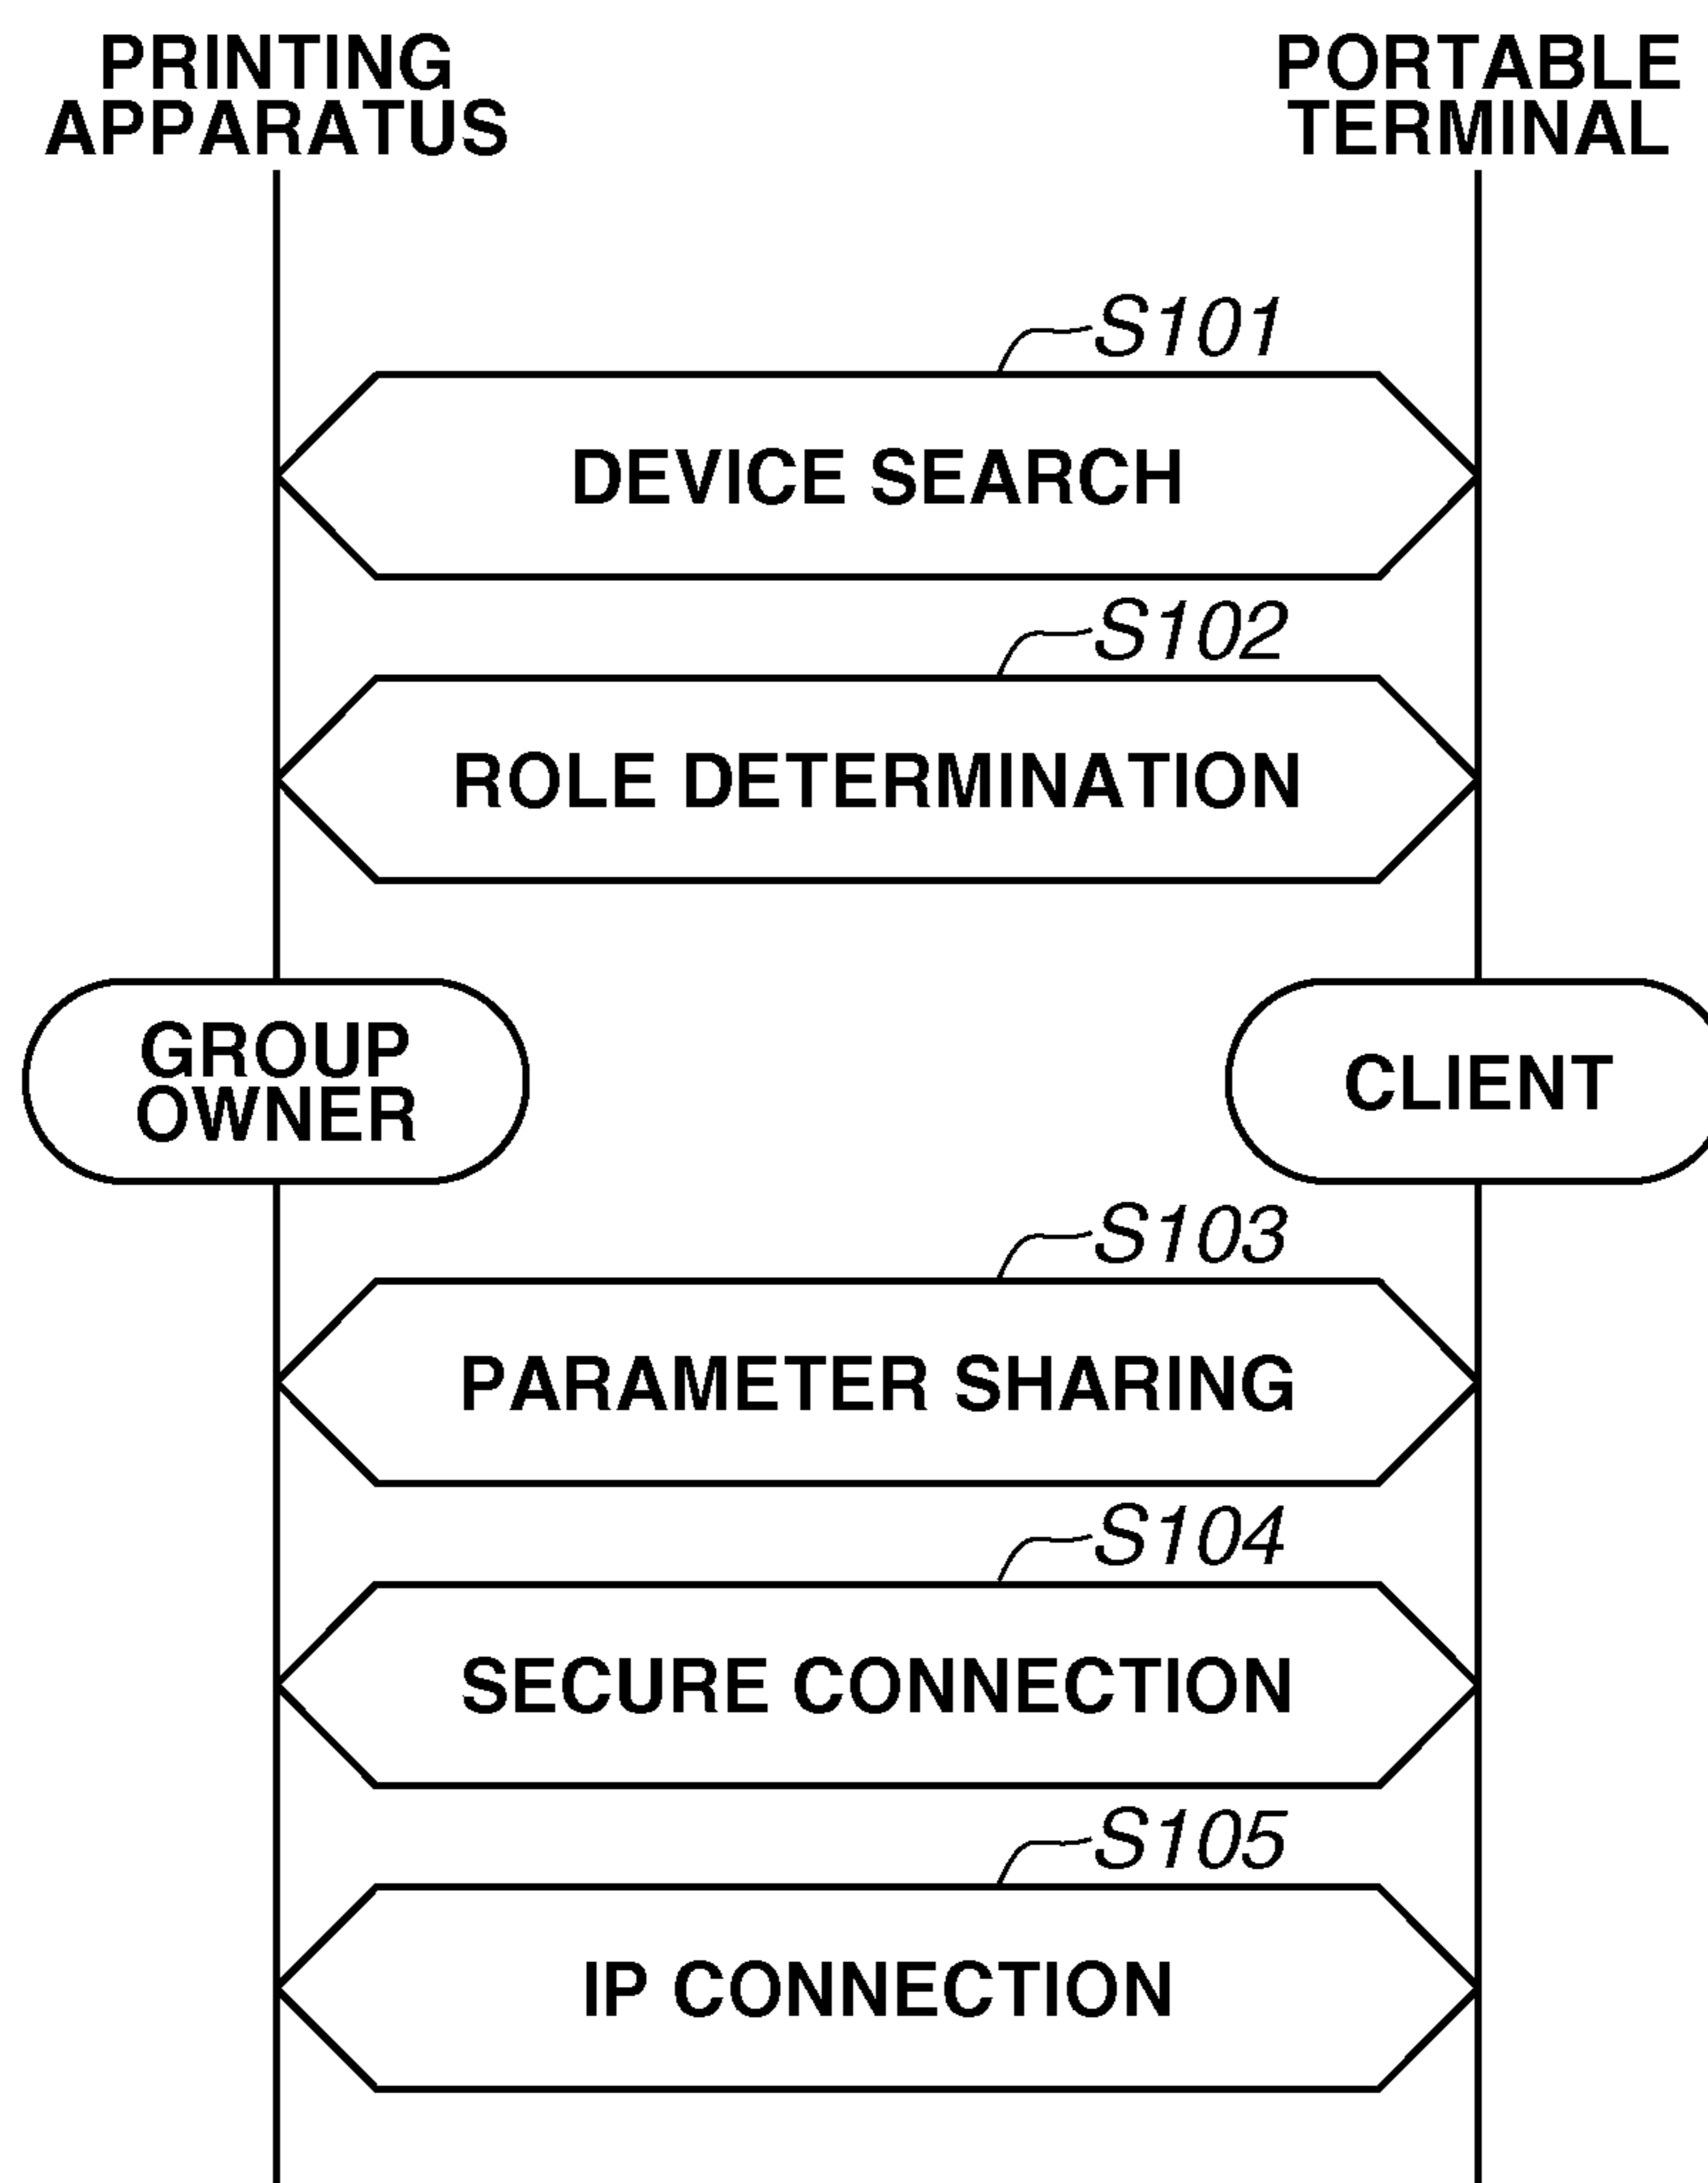 PRINTING
APPARATUS
PORTABLE
TERMINAL
S101
DEVICE SEARCH
S102
ROLE DETERMINATION
GROUP
OWNER
CLIENT
S103
PARAMETER SHARING
S104
SECURE CONNECTION
S105
IP CONNECTION